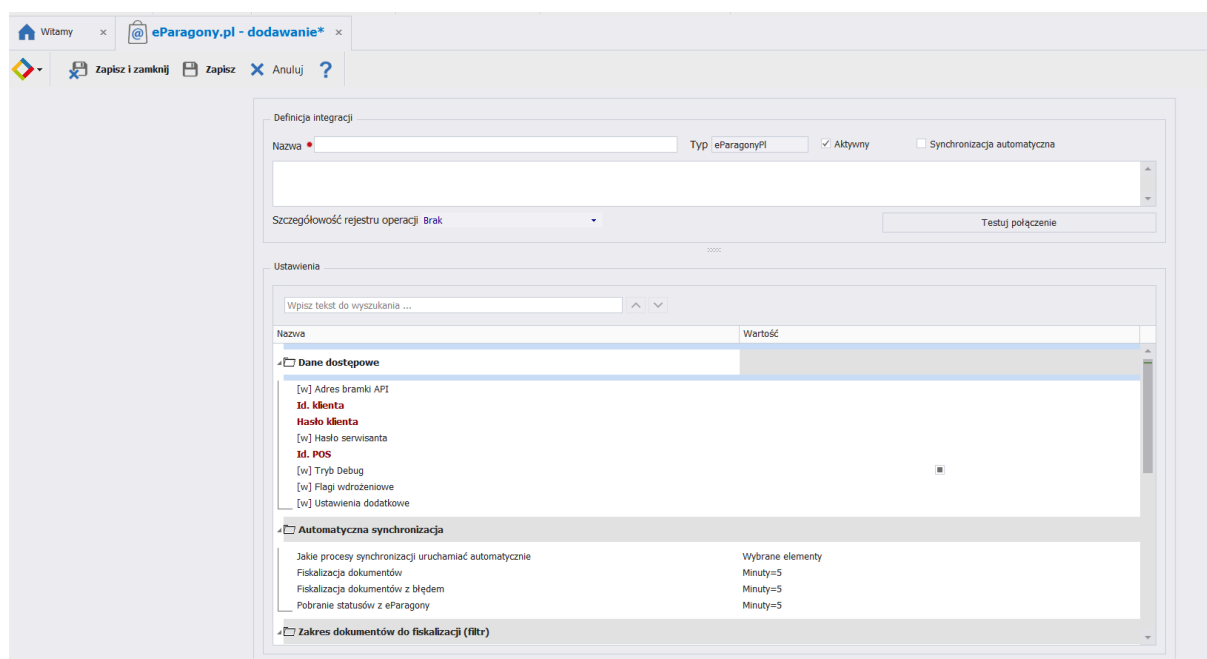 Witamy × eParagony.pl - dodawanie* ×
Zapisz i zamknij Zapisz Anuluj ?
Definicja integracji
Nazwa Typ eParagonyPl Aktywny Synchronizacja automatyczna
Szczegółowość rejestru operacji Brak Testuj połączenie
Ustawienia
Wpisz tekst do wyszukania ...
Nazwa Wartość
Dane dostępowe
[w] Adres bramki API
Id. klienta
Hasło klienta
[w] Hasło serwisanta
Id. POS
[w] Tryb Debug
[w] Flagi wdrożeniowe
[w] Ustawienia dodatkowe
Automatyczna synchronizacja
Jakie procesy synchronizacji uruchamiać automatycznie Wybrane elementy
Fiskalizacja dokumentów Minuty=5
Fiskalizacja dokumentów z błędem Minuty=5
Pobranie statusów z eParagony Minuty=5
Zakres dokumentów do fiskalizacji (filtr)